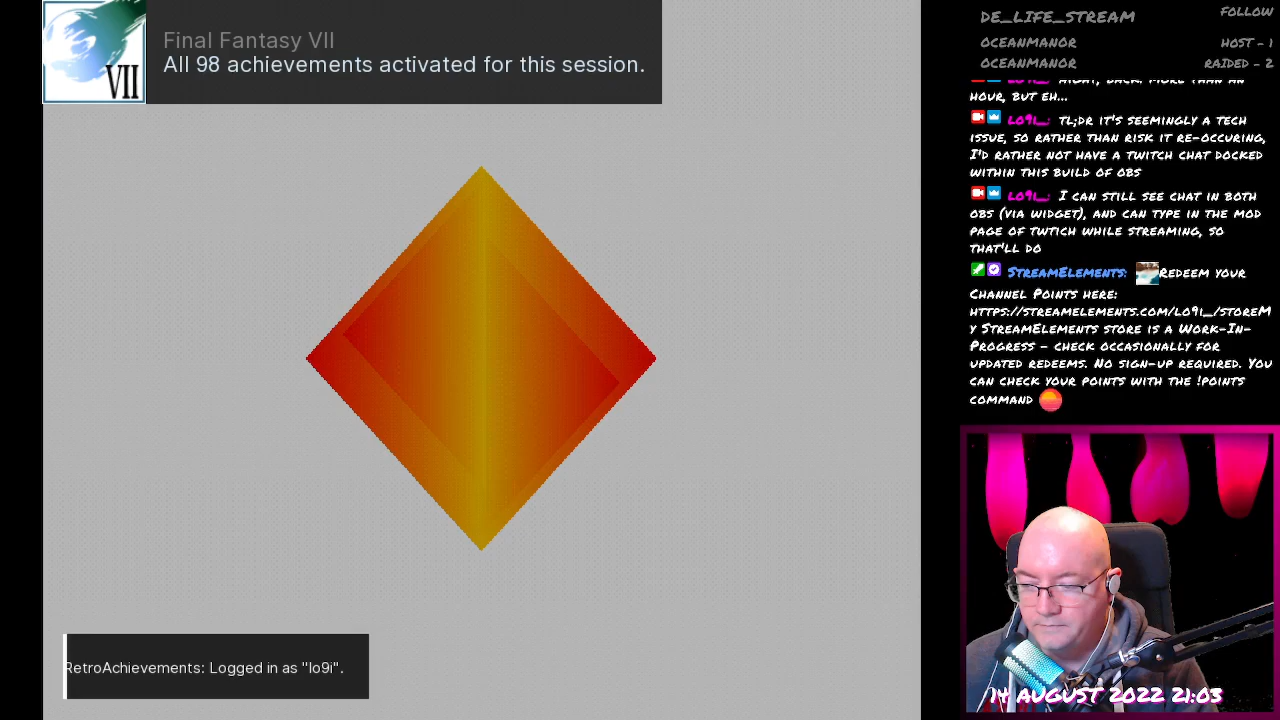 VII
Final Fantasy VII
All 98 achievements activated for this session.
RetroAchievements: Logged in as "lo9i".
DE_LIFE_STREAM
FOLLOW
OCEANMANOR
HOST - 1
OCEANMANOR
RAIDED - 2
HOUR, BUT EH...
LO9I_: TL;DR IT'S SEEMINGLY A TECH
ISSUE, SO RATHER THAN RISK IT RE-OCCURING,
I'D RATHER NOT HAVE A TWITCH CHAT DOCKED
WITHIN THIS BUILD OF OBS
LO9I_: I CAN STILL SEE CHAT IN BOTH
OBS (VIA WIDGET), AND CAN TYPE IN THE MOD
PAGE OF TWTICH WHILE STREAMING, SO
THAT'LL DO
STREAMELEMENTS: REDEEM YOUR
CHANNEL POINTS HERE:
HTTPS://STREAMELEMENTS.COM/LO9I_/STOREM
Y STREAMELEMENTS STORE IS A WORK-IN-
PROGRESS - CHECK OCCASIONALLY FOR
UPDATED REDEEMS. NO SIGN-UP REQUIRED. YOU
CAN CHECK YOUR POINTS WITH THE !POINTS
COMMAND
14 AUGUST 2022 21:03